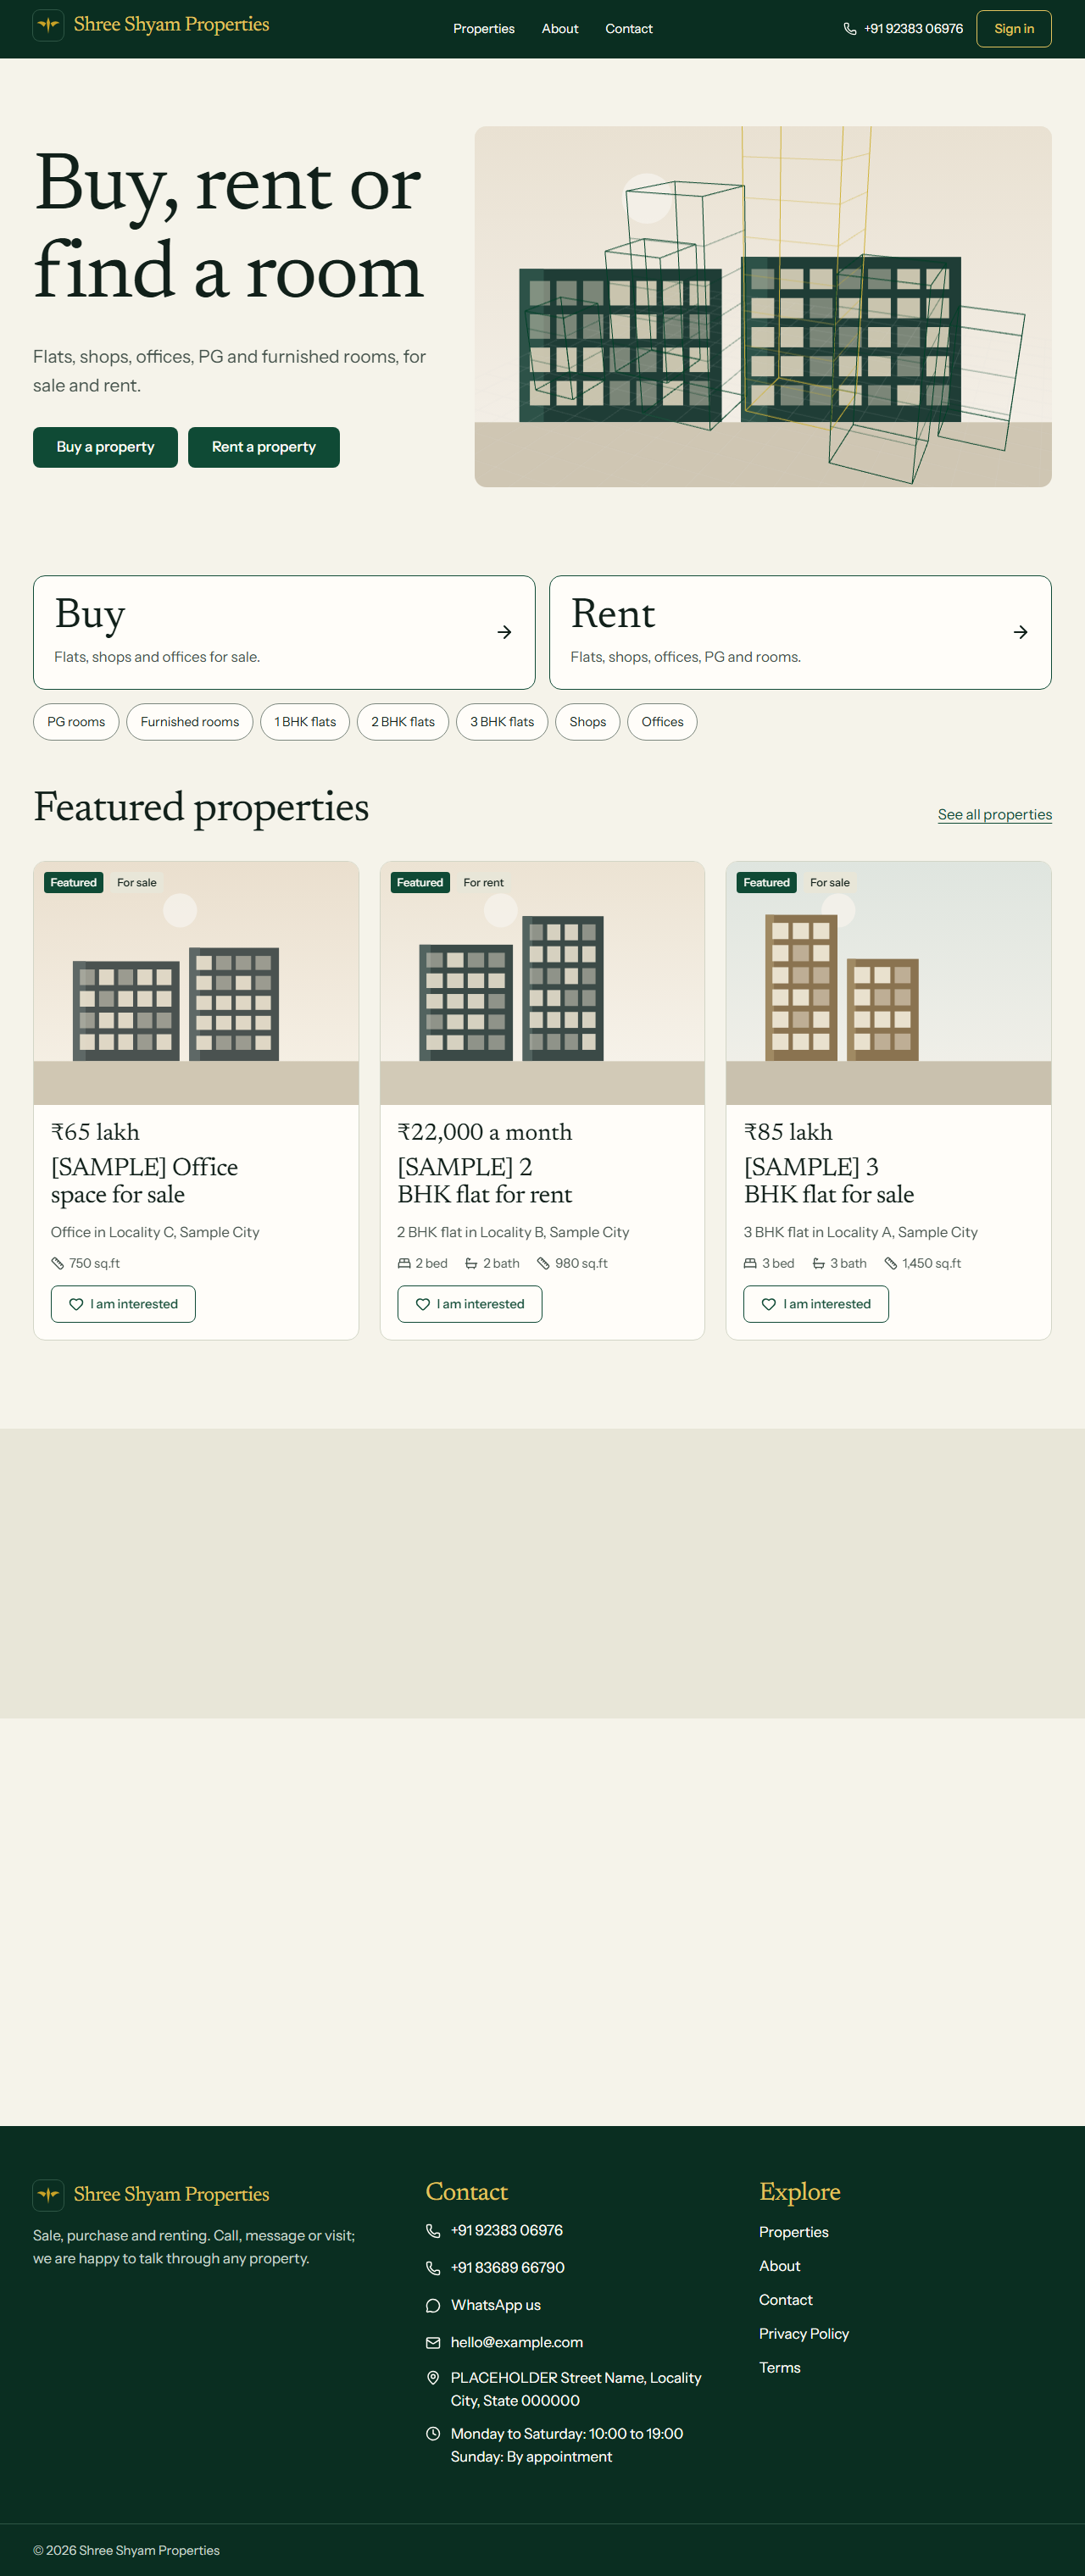 Shree Shyam Properties
Properties
About
Contact
+91 92383 06976
Sign in
Buy, rent or
find a room
Flats, shops, offices, PG and furnished rooms, for
sale and rent.
Buy a property
Rent a property
Buy
Flats, shops and offices for sale.
Rent
Flats, shops, offices, PG and rooms.
PG rooms
Furnished rooms
1 BHK flats
2 BHK flats
3 BHK flats
Shops
Offices
Featured properties
See all properties
Featured
For sale
₹65 lakh
[SAMPLE] Office
space for sale
Office in Locality C, Sample City
750 sq.ft
I am interested
Featured
For rent
₹22,000 a month
[SAMPLE] 2
BHK flat for rent
2 BHK flat in Locality B, Sample City
2 bed
2 bath
980 sq.ft
I am interested
Featured
For sale
₹85 lakh
[SAMPLE] 3
BHK flat for sale
3 BHK flat in Locality A, Sample City
3 bed
3 bath
1,450 sq.ft
I am interested
Shree Shyam Properties
Sale, purchase and renting. Call, message or visit;
we are happy to talk through any property.
Contact
+91 92383 06976
+91 83689 66790
WhatsApp us
hello@example.com
PLACEHOLDER Street Name, Locality
City, State 000000
Monday to Saturday: 10:00 to 19:00
Sunday: By appointment
Explore
Properties
About
Contact
Privacy Policy
Terms
© 2026 Shree Shyam Properties